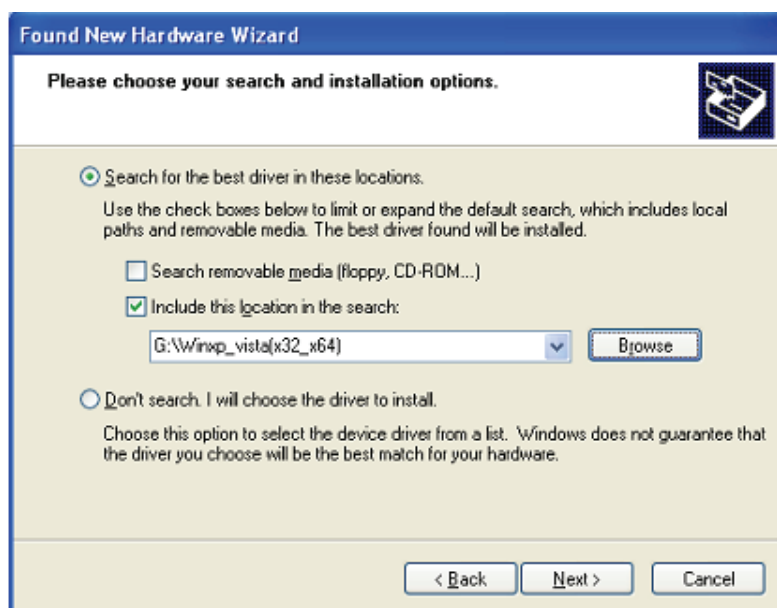 Found New Hardware Wizard
Please choose your search and installation options.
Search for the best driver in these locations.
Use the check boxes below to limit or expand the default search, which includes local
paths and removable media. The best driver found will be installed.
Search removable media (floppy, CD-ROM...)
Include this location in the search:
G:\Winxp_vista(x32_x64)
Browse
Don't search. I will choose the driver to install.
Choose this option to select the device driver from a list. Windows does not guarantee that
the driver you choose will be the best match for your hardware.
< Back
Next >
Cancel